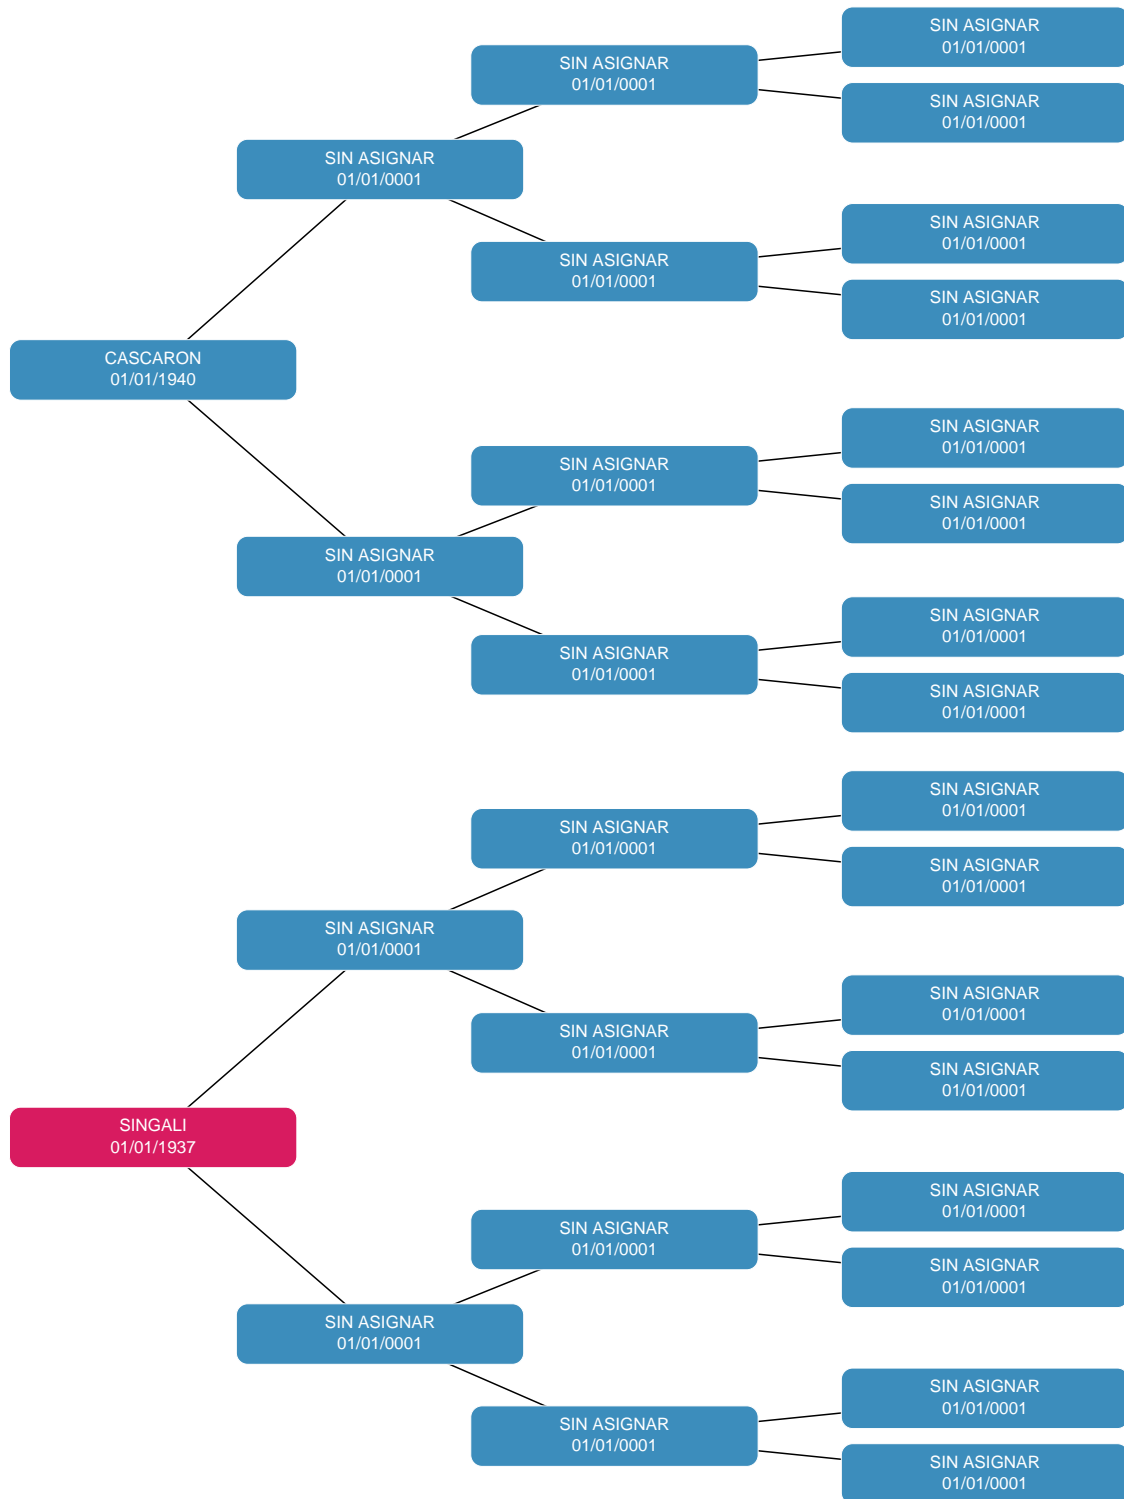 SIN ASIGNAR
01/01/0001
SIN ASIGNAR
01/01/0001
SIN ASIGNAR
01/01/0001
SIN ASIGNAR
01/01/0001
SIN ASIGNAR
01/01/0001
SIN ASIGNAR
01/01/0001
SIN ASIGNAR
01/01/0001
CASCARON
01/01/1940
SIN ASIGNAR
01/01/0001
SIN ASIGNAR
01/01/0001
SIN ASIGNAR
01/01/0001
SIN ASIGNAR
01/01/0001
SIN ASIGNAR
01/01/0001
SIN ASIGNAR
01/01/0001
SIN ASIGNAR
01/01/0001
SIN ASIGNAR
01/01/0001
SIN ASIGNAR
01/01/0001
SIN ASIGNAR
01/01/0001
SIN ASIGNAR
01/01/0001
SIN ASIGNAR
01/01/0001
SIN ASIGNAR
01/01/0001
SIN ASIGNAR
01/01/0001
SINGALI
01/01/1937
SIN ASIGNAR
01/01/0001
SIN ASIGNAR
01/01/0001
SIN ASIGNAR
01/01/0001
SIN ASIGNAR
01/01/0001
SIN ASIGNAR
01/01/0001
SIN ASIGNAR
01/01/0001
SIN ASIGNAR
01/01/0001